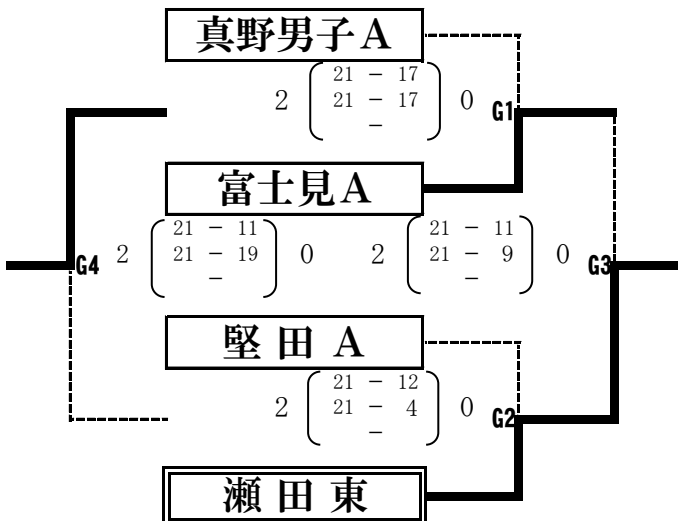 真野男子A
2 21 － 17 0
21 － 17
－
G1
富士見A
2 21 － 11 0
21 － 19
－
G4
2 21 － 11 0
21 － 9
－
G3
堅田A
2 21 － 12 0
21 － 4
－
G2
瀬田東